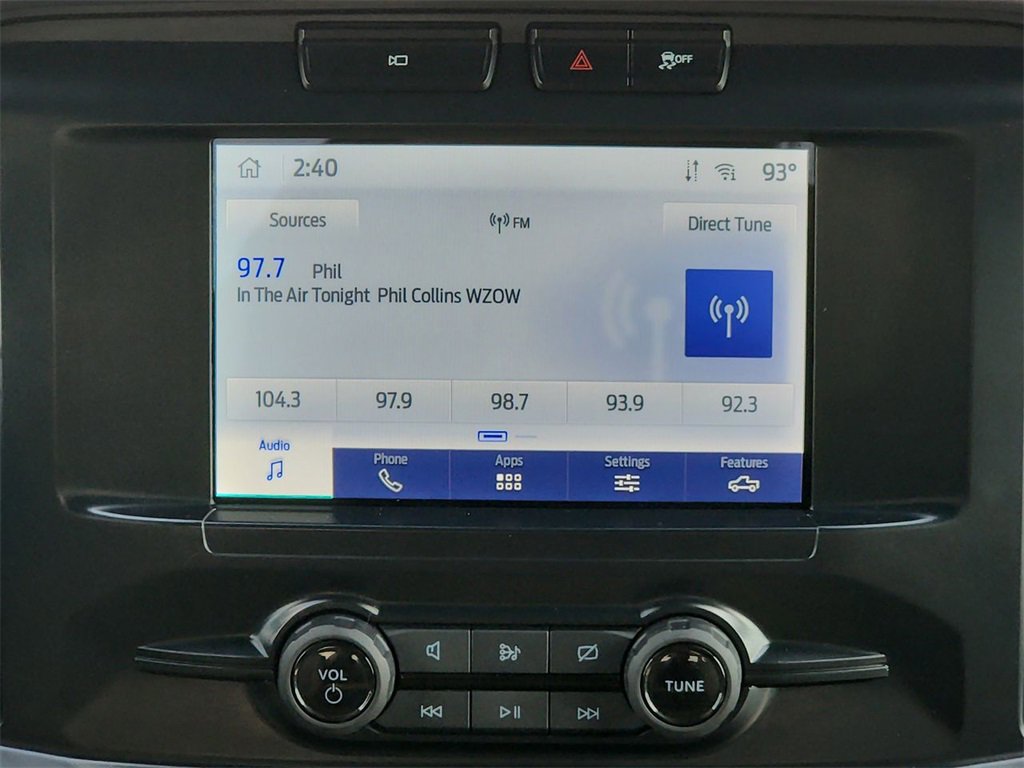 OFF
2:40
93°
Sources
FM
Direct Tune
97.7 Phil
In The Air Tonight Phil Collins WZOW
104.3
97.9
98.7
93.9
92.3
Audio
Phone
Apps
Settings
Features
VOL
TUNE